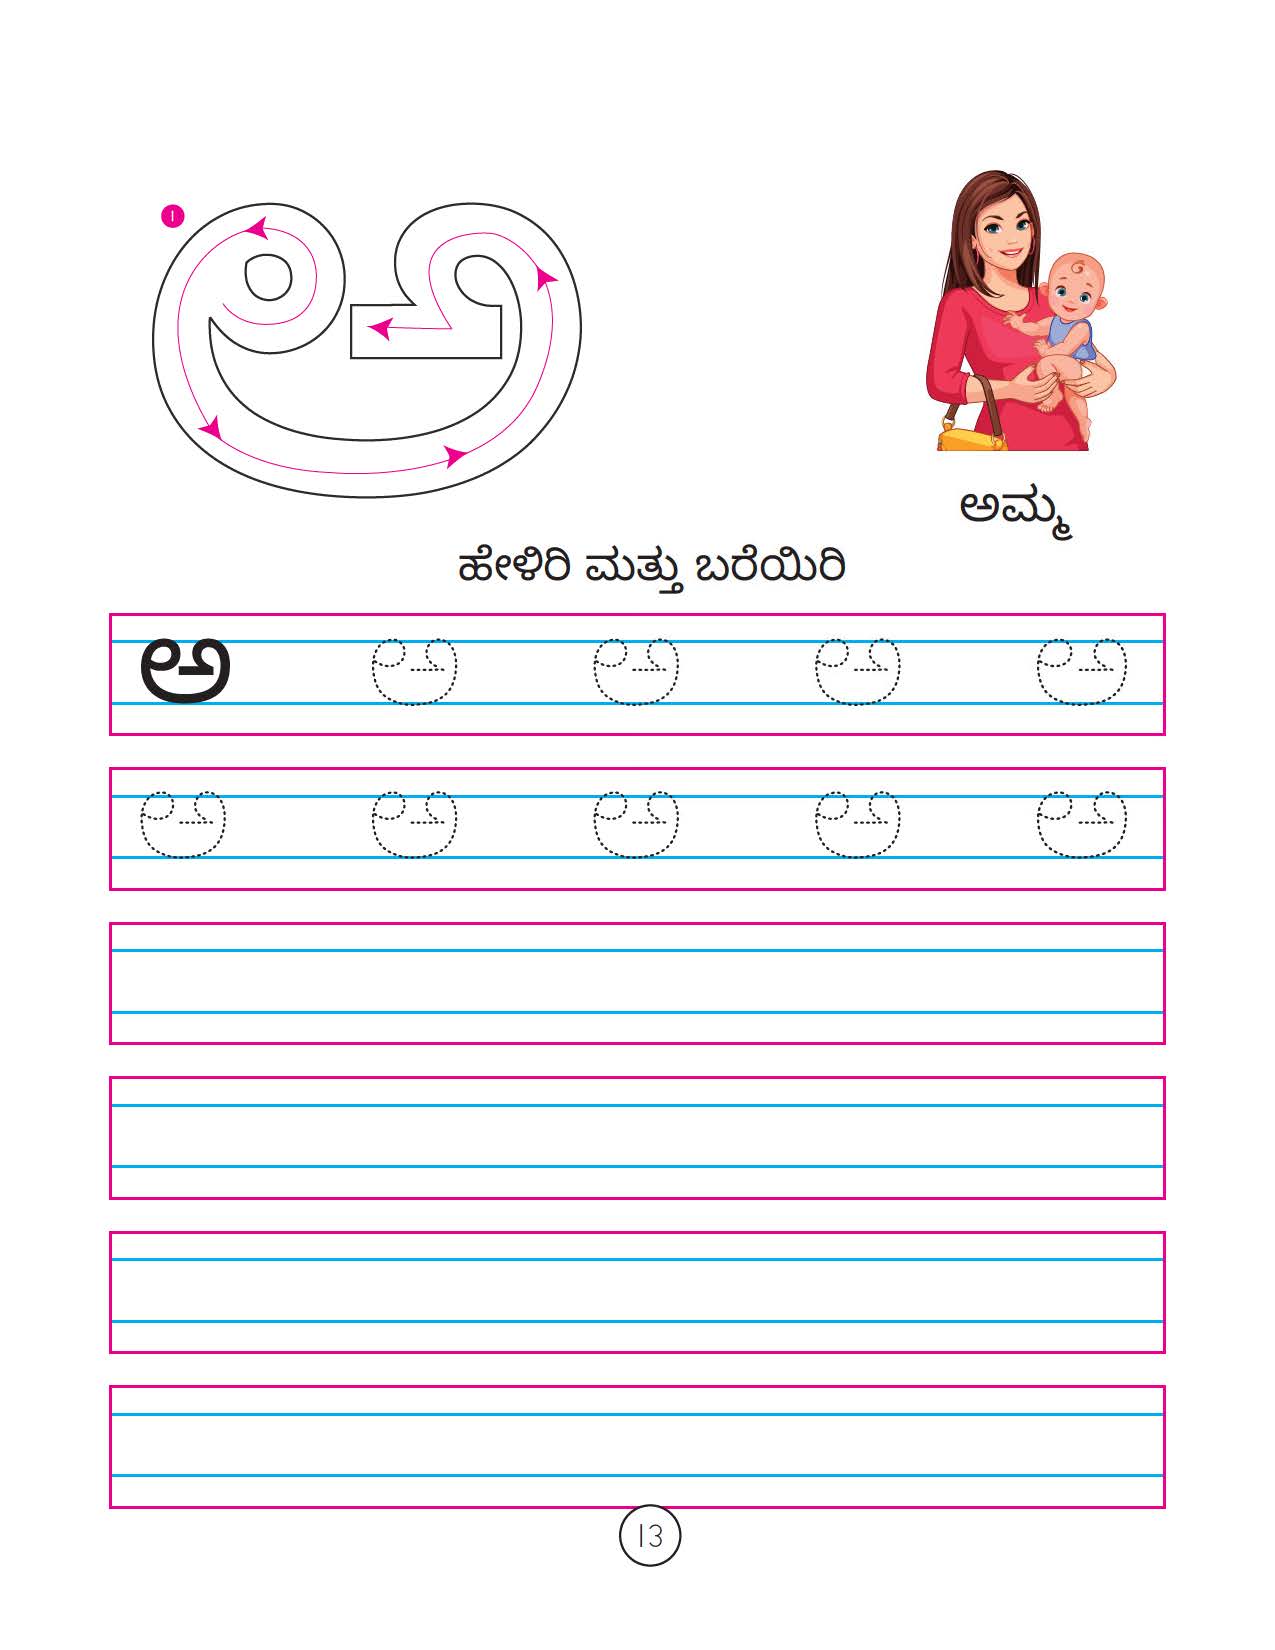 1
ಅ
ಅಮ್ಮ
ಹೇಳಿರಿ ಮತ್ತು ಬರೆಯಿರಿ
ಅ ಅ ಅ ಅ ಅ
ಅ ಅ ಅ ಅ ಅ
13